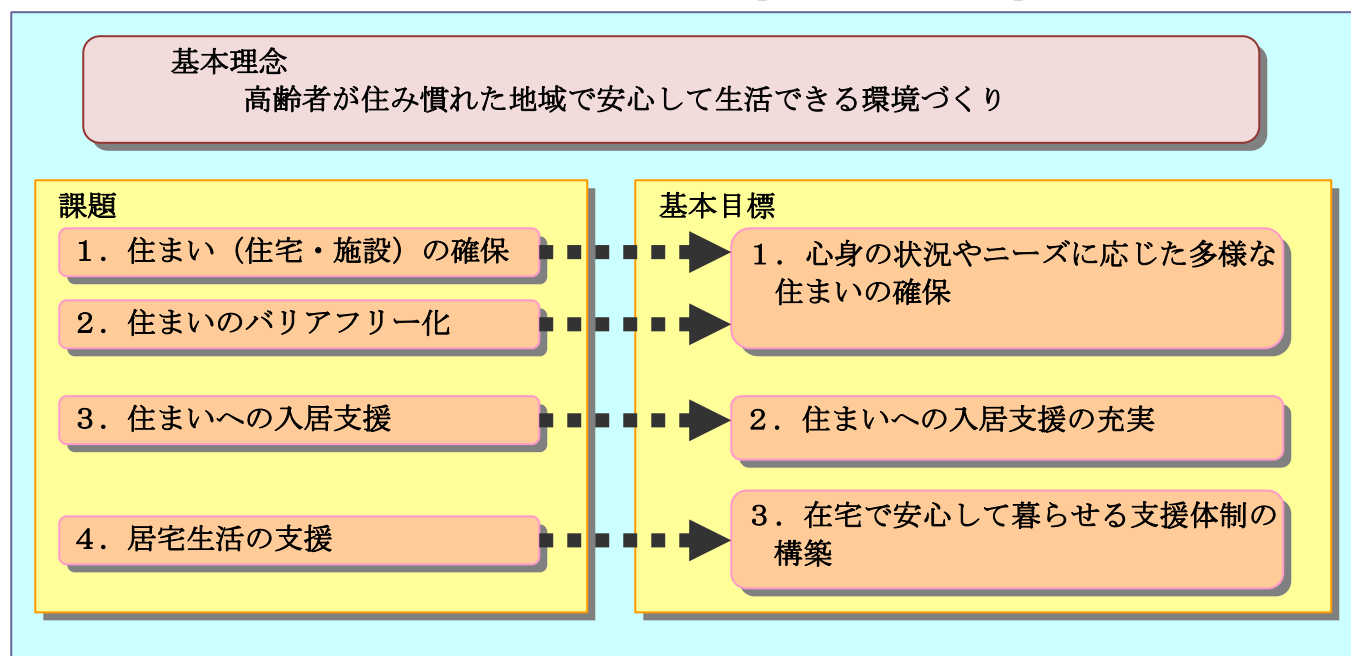 基本理念
高齢者が住み慣れた地域で安心して生活できる環境づくり
課題
１．住まい（住宅・施設）の確保
２．住まいのバリアフリー化
３．住まいへの入居支援
４．居宅生活の支援
基本目標
１．心身の状況やニーズに応じた多様な
住まいの確保
２．住まいへの入居支援の充実
３．在宅で安心して暮らせる支援体制の
構築